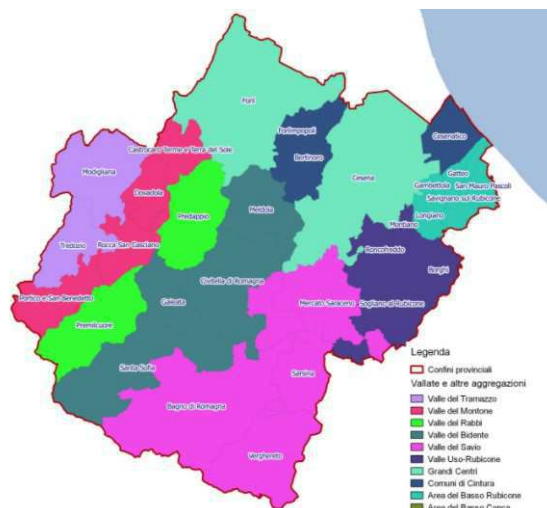 Forlì
Forlimpopoli
Cesenatico
Castrocaro Terme e Terra del Sole
Bertinoro
Modigliana
Gatteo
Cesena
Gambettola
San Mauro Pascoli
Dovadola
Meldola
Savignano sul Rubicone
Predappio
Longiano
Montiano
Tredozio
Rocca San Casciano
Roncofreddo
Borghi
Civitella di Romagna
Portico e San Benedetto
Galeata
Mercato Saraceno
Sogliano al Rubicone
Premilcuore
Santa Sofia
Sarsina
Bagno di Romagna
Verghereto
Legenda
Confini provinciali
Vallate e altre aggregazioni
Valle del Tramazzo
Valle del Montone
Valle del Rabbi
Valle del Bidente
Valle del Savio
Valle Uso-Rubicone
Grandi Centri
Comuni di Cintura
Area del Basso Rubicone
Area del Basso Conca